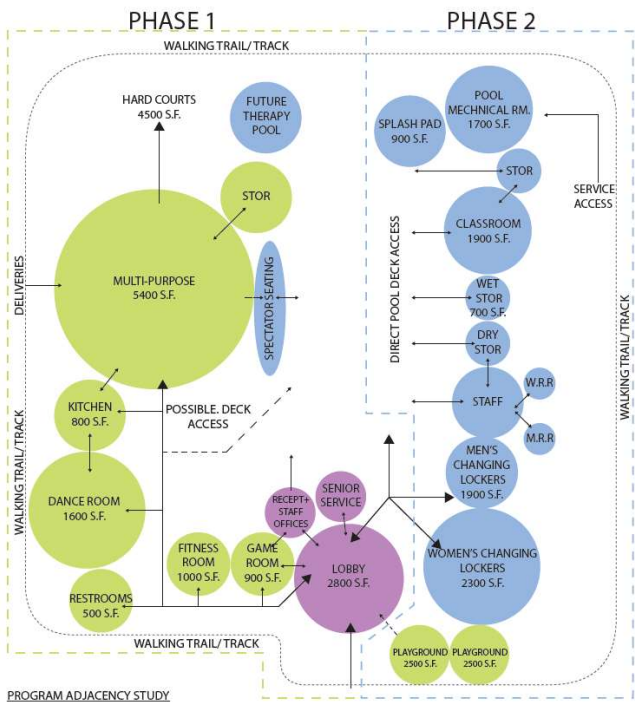 PHASE 1
PHASE 2
WALKING TRAIL/ TRACK
HARD COURTS
4500 S.F.
FUTURE
THERAPY
POOL
SPLASH PAD
900 S.F.
POOL
MECHNICAL RM.
1700 S.F.
STOR
STOR
SERVICE
ACCESS
CLASSROOM
1900 S.F.
DELIVERIES
MULTI-PURPOSE
5400 S.F.
SPECTATOR SEATING
DIRECT POOL DECK ACCESS
WET
STOR
700 S.F.
DRY
STOR
WALKING TRAIL/ TRACK
W.R.R
STAFF
M.R.R
KITCHEN
800 S.F.
POSSIBLE. DECK
ACCESS
WALKING TRAIL/ TRACK
MEN'S
CHANGING
LOCKERS
1900 S.F.
DANCE ROOM
1600 S.F.
RECEPT+
STAFF
OFFICES
SENIOR
SERVICE
FITNESS
ROOM
1000 S.F.
GAME
ROOM
900 S.F.
LOBBY
2800 S.F.
WOMEN'S CHANGING
LOCKERS
2300 S.F.
RESTROOMS
500 S.F.
WALKING TRAIL/ TRACK
PLAYGROUND
2500 S.F.
PLAYGROUND
2500 S.F.
PROGRAM ADJACENCY STUDY